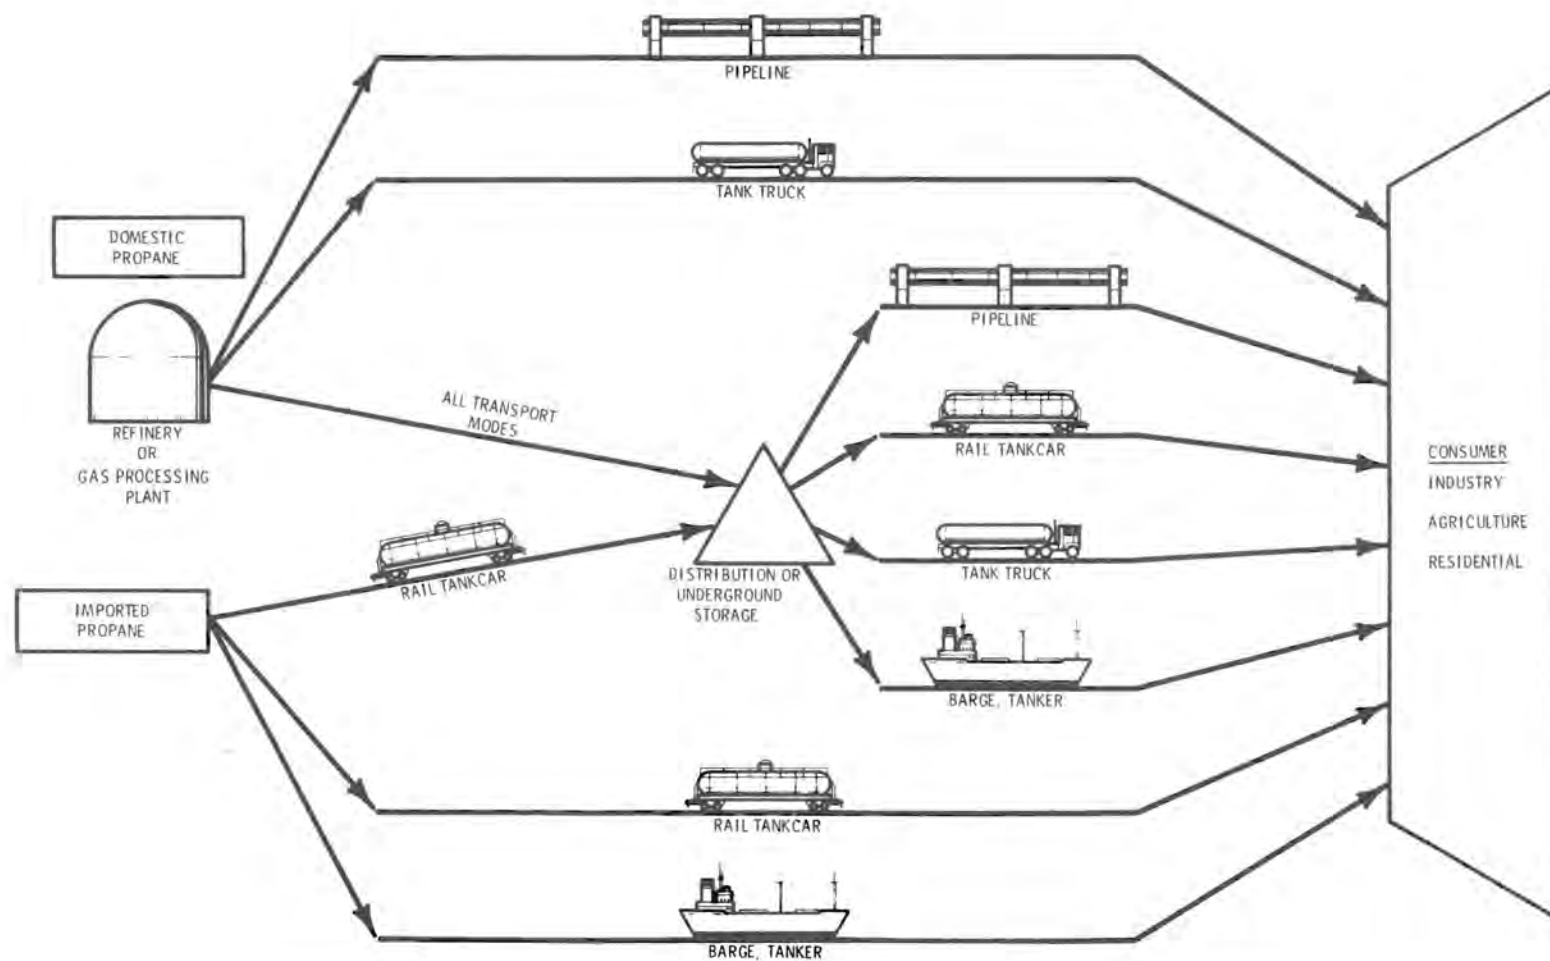 PIPELINE
TANK TRUCK
DOMESTIC
PROPANE
REFINERY
OR
GAS PROCESSING
PLANT
ALL TRANSPORT
MODES
PIPELINE
RAIL TANKCAR
TANK TRUCK
BARGE, TANKER
RAIL TANKCAR
DISTRIBUTION OR
UNDERGROUND
STORAGE
IMPORTED
PROPANE
RAIL TANKCAR
BARGE, TANKER
CONSUMER
INDUSTRY
AGRICULTURE
RESIDENTIAL